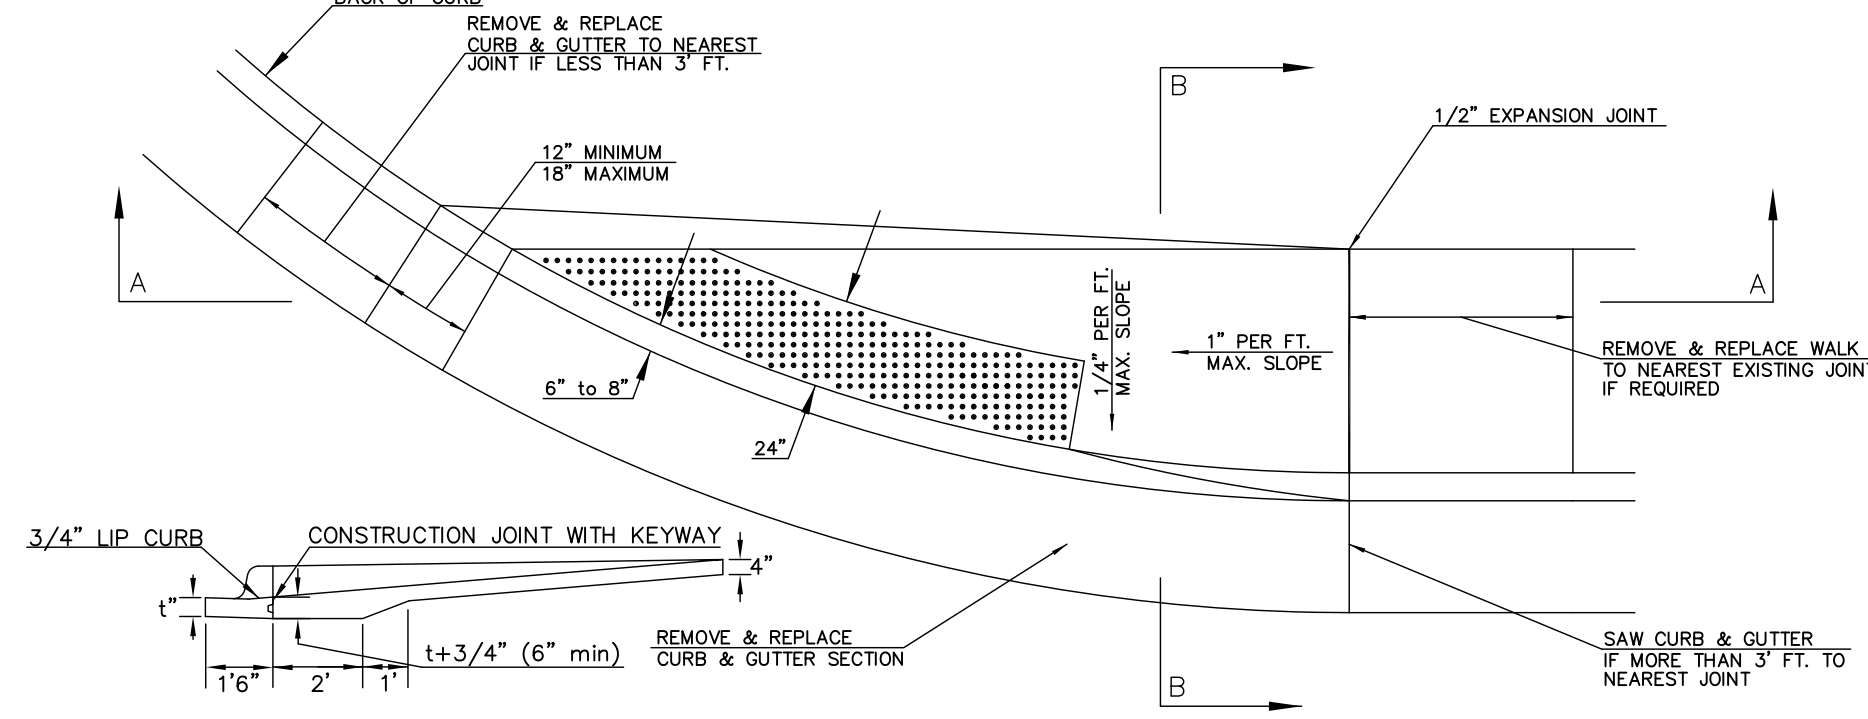 BACK OF CURB
REMOVE & REPLACE
CURB & GUTTER TO NEAREST
JOINT IF LESS THAN 3' FT.
B
1/2" EXPANSION JOINT
12" MINIMUM
18" MAXIMUM
A
A
1/4" PER FT.
MAX. SLOPE
1" PER FT.
MAX. SLOPE
REMOVE & REPLACE WALK
TO NEAREST EXISTING JOINT
IF REQUIRED
6" to 8"
24"
3/4" LIP CURB
CONSTRUCTION JOINT WITH KEYWAY
4"
t"
t+3/4" (6" min)
1'6"
2'
1'
REMOVE & REPLACE
CURB & GUTTER SECTION
SAW CURB & GUTTER
IF MORE THAN 3' FT. TO
NEAREST JOINT
B